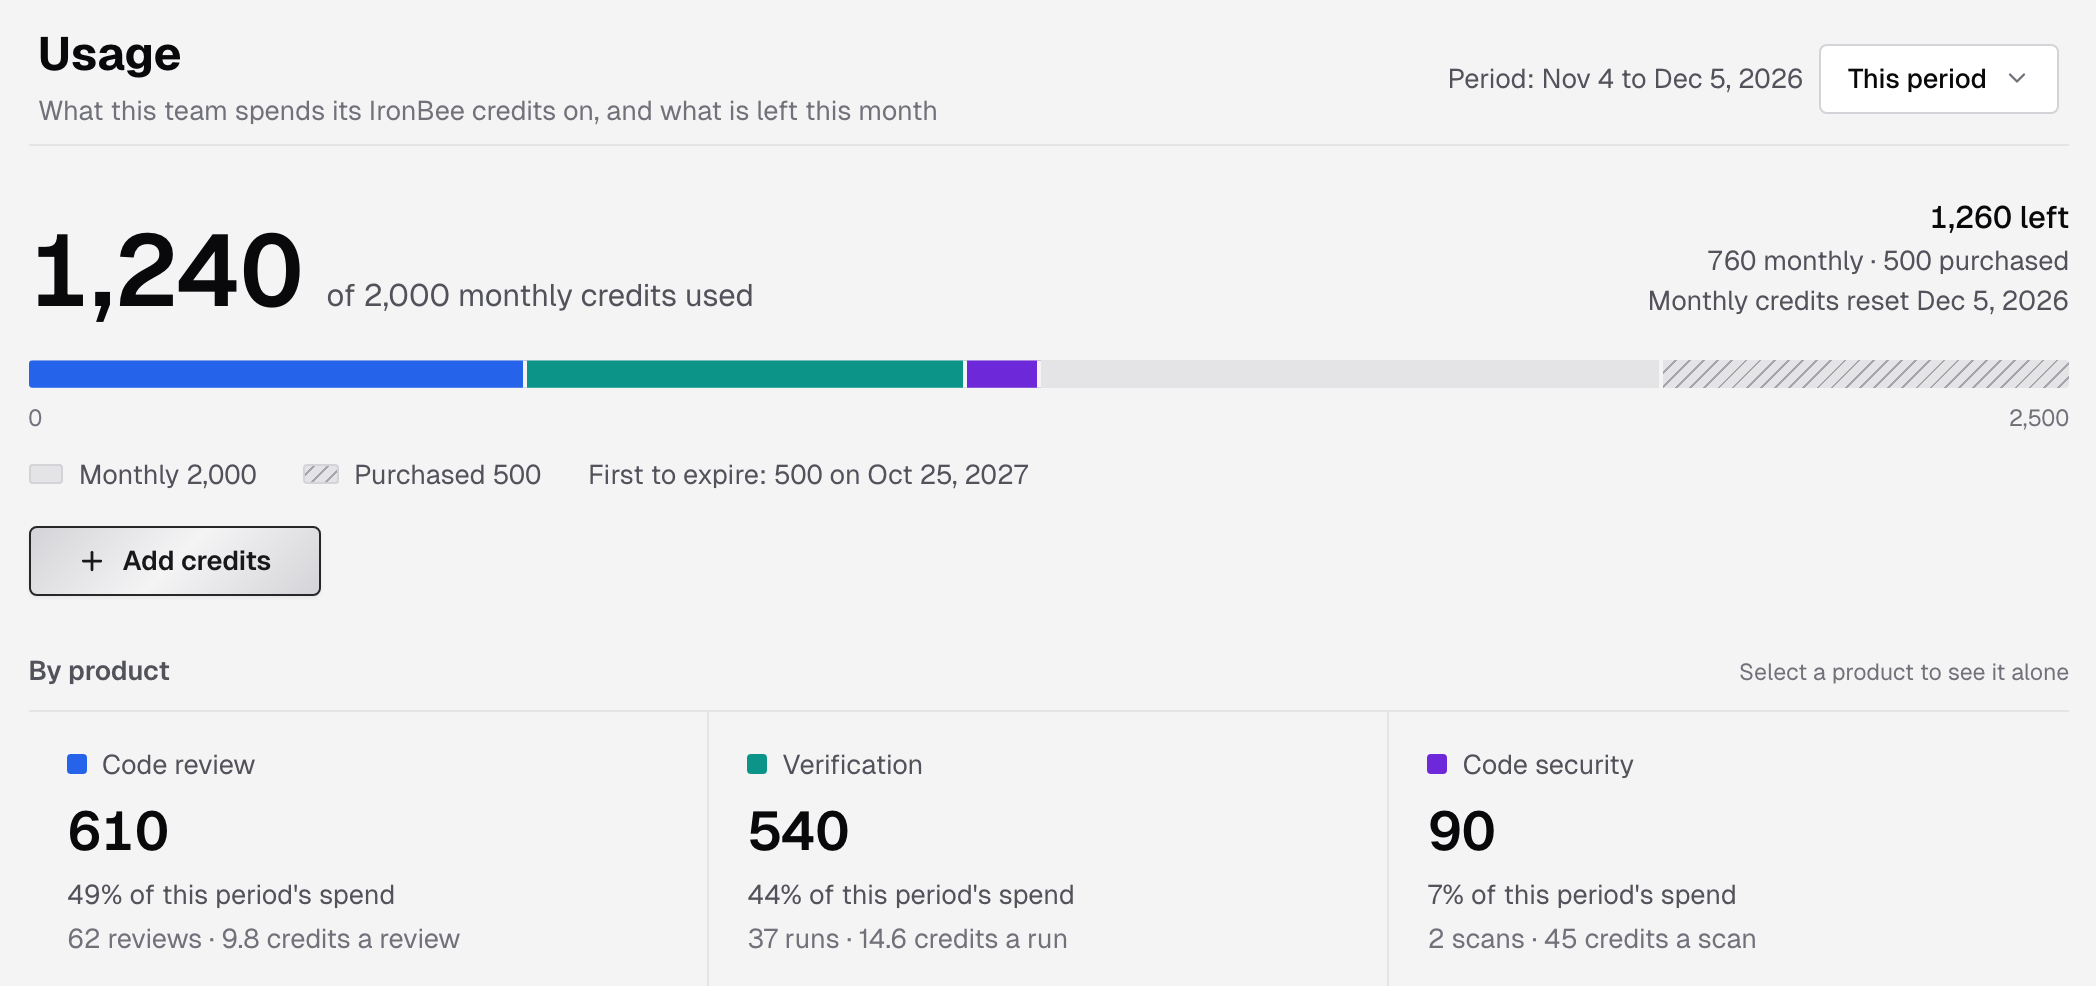 Usage
What this team spends its IronBee credits on, and what is left this month
Period: Nov 4 to Dec 5, 2026
This period
1,240 of 2,000 monthly credits used
1,260 left
760 monthly · 500 purchased
Monthly credits reset Dec 5, 2026
0
2,500
Monthly 2,000
Purchased 500
First to expire: 500 on Oct 25, 2027
+ Add credits
By product
Select a product to see it alone
Code review
610
49% of this period's spend
62 reviews · 9.8 credits a review
Verification
540
44% of this period's spend
37 runs · 14.6 credits a run
Code security
90
7% of this period's spend
2 scans · 45 credits a scan